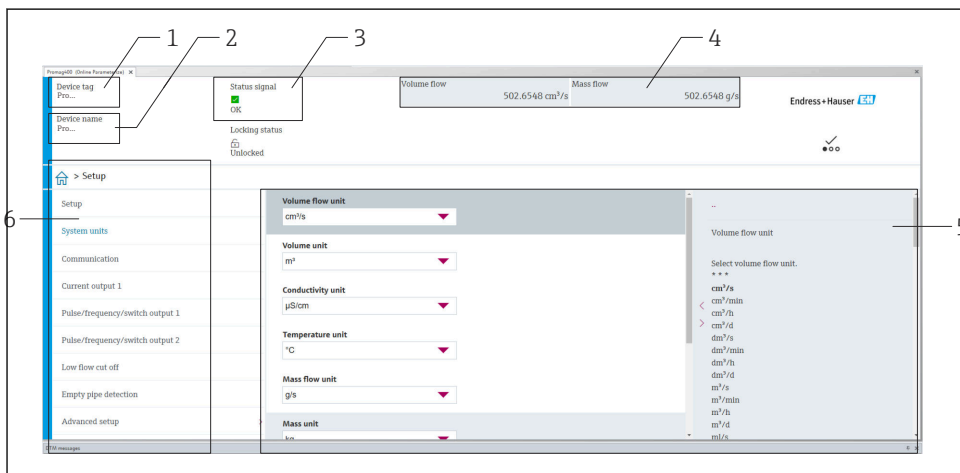 1 2 3 4
Promag400 (Online Parameterize) ×
Device tag
Pro...
Status signal
OK
Volume flow
502.6548 cm³/s
Mass flow
502.6548 g/s
Endress+Hauser EH
Device name
Pro...
Locking status
Unlocked
> Setup
6
5
Setup
System units
Communication
Current output 1
Pulse/frequency/switch output 1
Pulse/frequency/switch output 2
Low flow cut off
Empty pipe detection
Advanced setup
Volume flow unit
cm³/s
Volume unit
m³
Conductivity unit
µS/cm
Temperature unit
°C
Mass flow unit
g/s
Mass unit
kg
..
Volume flow unit
Select volume flow unit.
* * *
cm³/s
cm³/min
cm³/h
cm³/d
dm³/s
dm³/min
dm³/h
dm³/d
m³/s
m³/min
m³/h
m³/d
ml/s
DTM messages